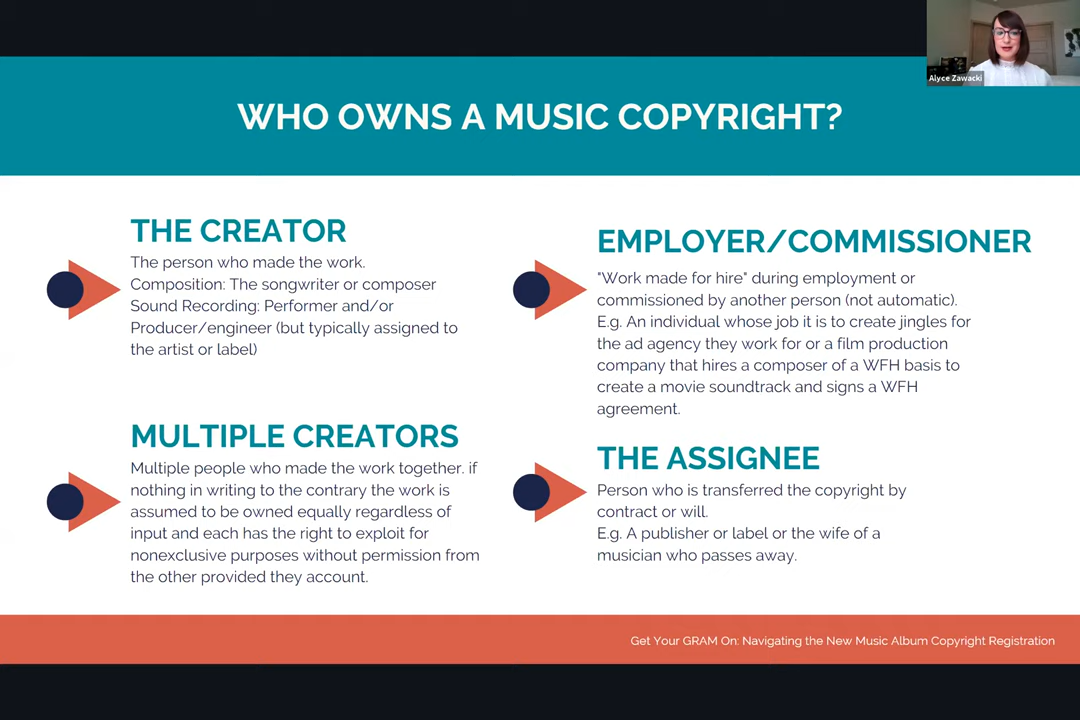 Alyce Zawacki
WHO OWNS A MUSIC COPYRIGHT?
THE CREATOR
The person who made the work.
Composition: The songwriter or composer
Sound Recording: Performer and/or
Producer/engineer (but typically assigned to
the artist or label)
MULTIPLE CREATORS
Multiple people who made the work together. if
nothing in writing to the contrary the work is
assumed to be owned equally regardless of
input and each has the right to exploit for
nonexclusive purposes without permission from
the other provided they account.
EMPLOYER/COMMISSIONER
"Work made for hire" during employment or
commissioned by another person (not automatic).
E.g. An individual whose job it is to create jingles for
the ad agency they work for or a film production
company that hires a composer of a WFH basis to
create a movie soundtrack and signs a WFH
agreement.
THE ASSIGNEE
Person who is transferred the copyright by
contract or will.
E.g. A publisher or label or the wife of a
musician who passes away.
Get Your GRAM On: Navigating the New Music Album Copyright Registration